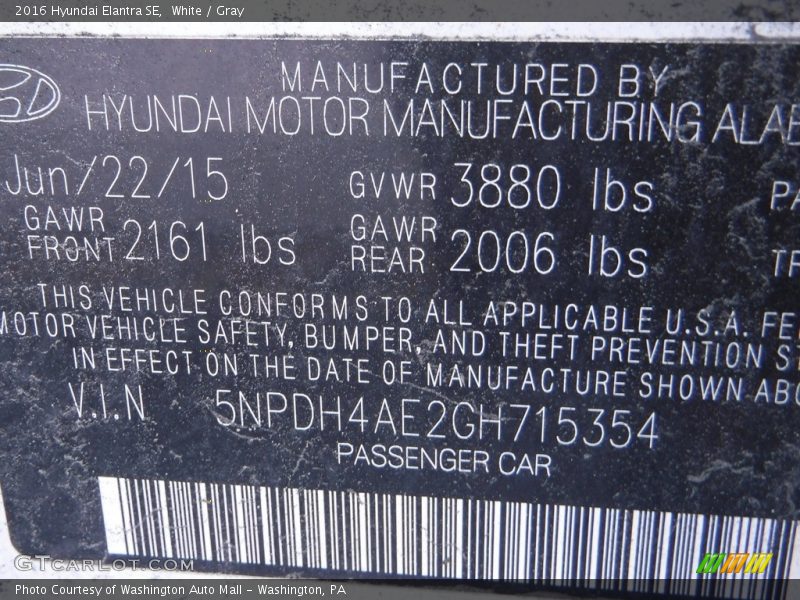 2016 Hyundai Elantra SE, White / Gray
MANUFACTURED BY
HYUNDAI MOTOR MANUFACTURING ALAB
Jun/22/15 GVWR 3880 lbs PA
GAWR FRONT 2161 lbs GAWR REAR 2006 lbs TR
THIS VEHICLE CONFORMS TO ALL APPLICABLE U.S.A. FE
MOTOR VEHICLE SAFETY, BUMPER, AND THEFT PREVENTION S
IN EFFECT ON THE DATE OF MANUFACTURE SHOWN ABO
V.I.N 5NPDH4AE2GH715354
PASSENGER CAR
GTCARLOT.COM
Photo Courtesy of Washington Auto Mall - Washington, PA